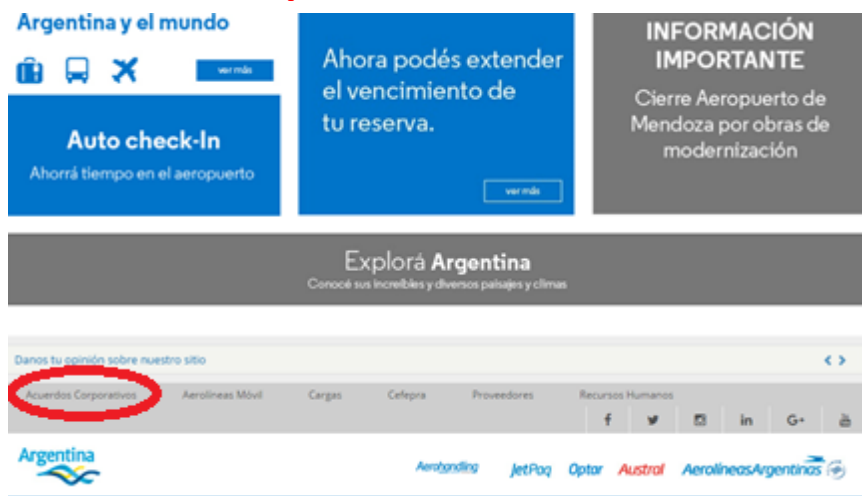 Argentina y el mundo
ver más
Auto check-In
Ahorrá tiempo en el aeropuerto
Ahora podés extender
el vencimiento de
tu reserva.
ver más
INFORMACIÓN
IMPORTANTE
Cierre Aeropuerto de
Mendoza por obras de
modernización
Explorá Argentina
Conocé sus increíbles y diversos paisajes y climas
Danos tu opinión sobre nuestro sitio
Acuerdos Corporativos Aerolíneas Móvil Cargas Cefepra Proveedores Recursos Humanos
f in G+
Argentina Aerohandling JetPaq Optar Austral AerolíneasArgentinas